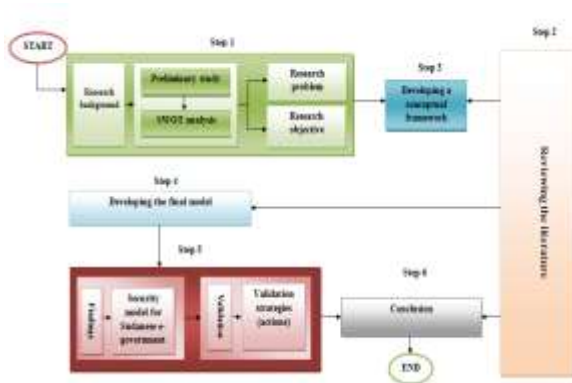 Step 1
Step 2
START
Preliminary study
Research
problem
Step 3
Research
background
Developing a
conceptual
framework
SWOT analysis
Research
objective
Reviewing the literature
Step 4
Developing the final model
Step 5
Step 6
Findings
Security model for
Sudanese e-
government
Validation
Validation
strategies
(actions)
Conclusion
END